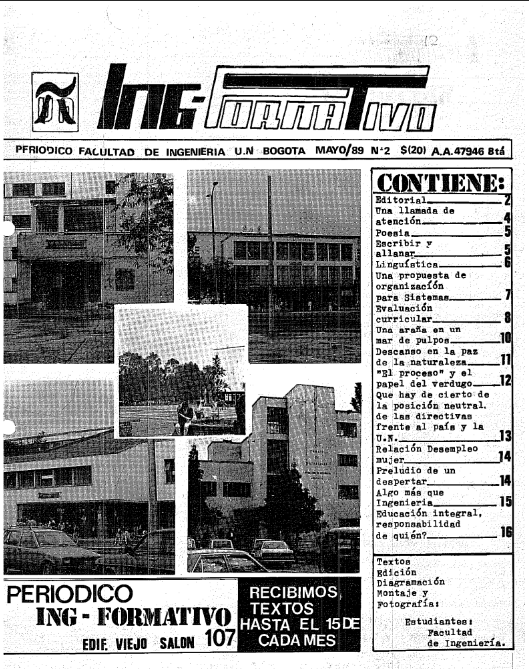 12
ING-FORMATIVO
PERIODICO FACULTAD DE INGENIERIA U.N BOGOTA MAYO/89 Nº2 $(20) A.A.47946 Btá
CONTIENE:
Editorial 2
Una llamada de
atención 4
Poesia 5
Escribir y
allanar 5
Linguística 6
Una propuesta de
organización
para Sistemas 7
Evaluación
curricular 8
Una araña en un
mar de pulpos 10
Descanso en la paz
de la naturaleza 11
"El proceso" y el
papel del verdugo 12
Que hay de cierto de
la posición neutral,
de las directivas
frente al país y la
U.N. 13
Relación Desempleo
mujer 14
Preludio de un
despertar 14
Algo más que
Ingenieria 15
Educación integral,
responsabilidad
de quién? 16
Textos
Edición
Diagramación
Montaje y
Fotografía:
Estudiantes:
Facultad
de Ingeniería.
PERIODICO
ING - FORMATIVO
EDIF. VIEJO SALON 107
RECIBIMOS,
TEXTOS
HASTA EL 15 DE
CADA MES